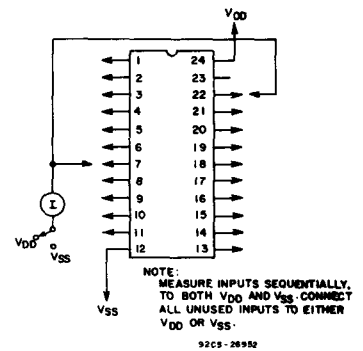 VDD
1 24
2 23
3 22
4 21
5 20
6 19
7 18
8 17
9 16
10 15
11 14
12 13
I
VDD
VSS
VSS
NOTE:
MEASURE INPUTS SEQUENTIALLY,
TO BOTH VDD AND VSS. CONNECT
ALL UNUSED INPUTS TO EITHER
VDD OR VSS.
92CS-26952